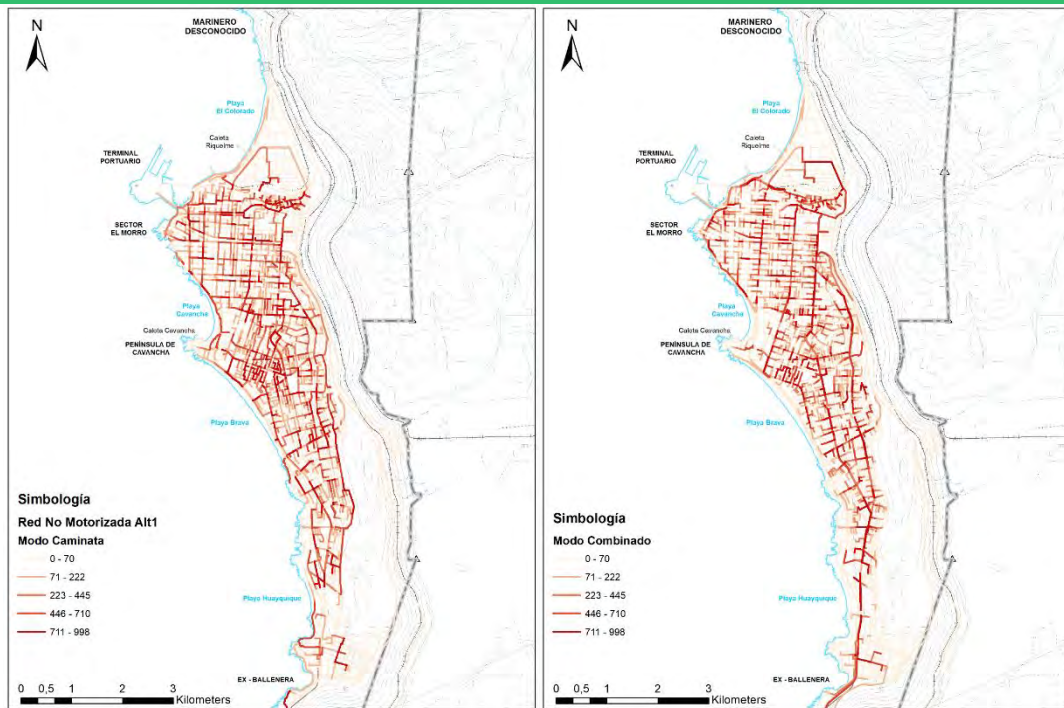 N
MARINERO
DESCONOCIDO
Playa
El Colorado
Caleta
Riquelme
TERMINAL
PORTUARIO
SECTOR
EL MORRO
Playa
Cavancha
Caleta Cavancha
PENÍNSULA DE
CAVANCHA
Playa Brava
Simbología
Red No Motorizada Alt1
Modo Caminata
0 - 70
71 - 222
223 - 445
446 - 710
711 - 998
Playa Huayquique
EX - BALLENERA
0 0,5 1 2 3
Kilometers
N
MARINERO
DESCONOCIDO
Playa
El Colorado
Caleta
Riquelme
TERMINAL
PORTUARIO
SECTOR
EL MORRO
Playa
Cavancha
Caleta Cavancha
PENÍNSULA DE
CAVANCHA
Playa Brava
Simbología
Modo Combinado
0 - 70
71 - 222
223 - 445
446 - 710
711 - 998
Playa Huayquique
EX - BALLENERA
0 0,5 1 2 3
Kilometers